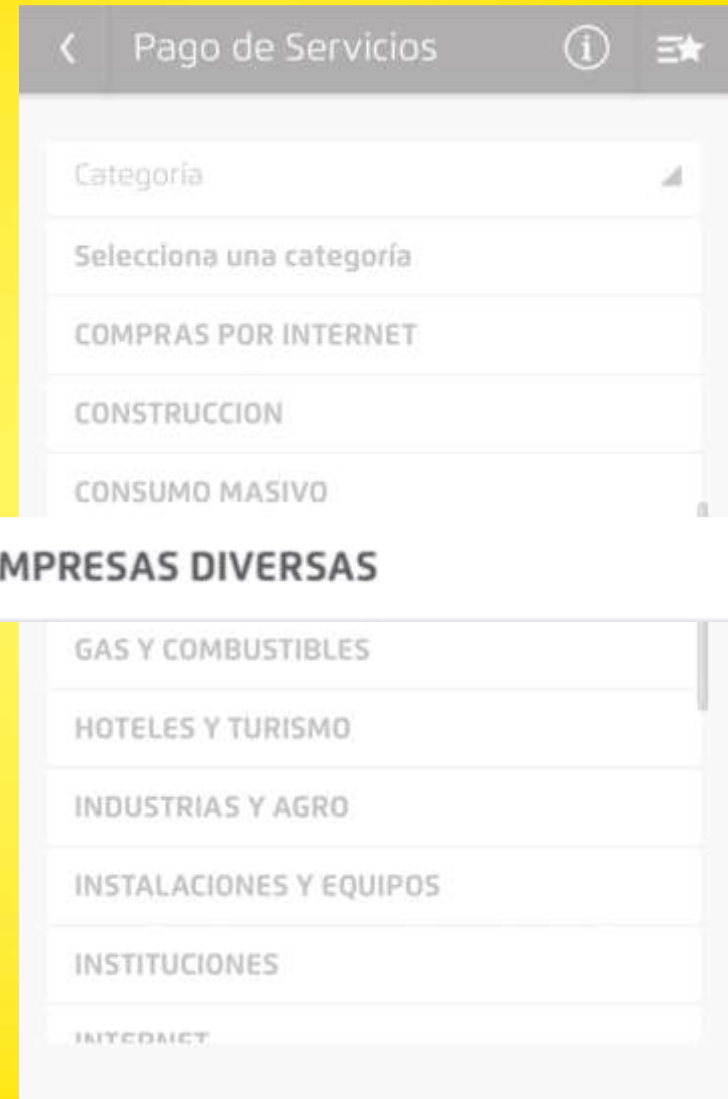 Pago de Servicios
Categoría
Selecciona una categoría
COMPRAS POR INTERNET
CONSTRUCCION
CONSUMO MASIVO
MPRESAS DIVERSAS
GAS Y COMBUSTIBLES
HOTELES Y TURISMO
INDUSTRIAS Y AGRO
INSTALACIONES Y EQUIPOS
INSTITUCIONES
INTERNET